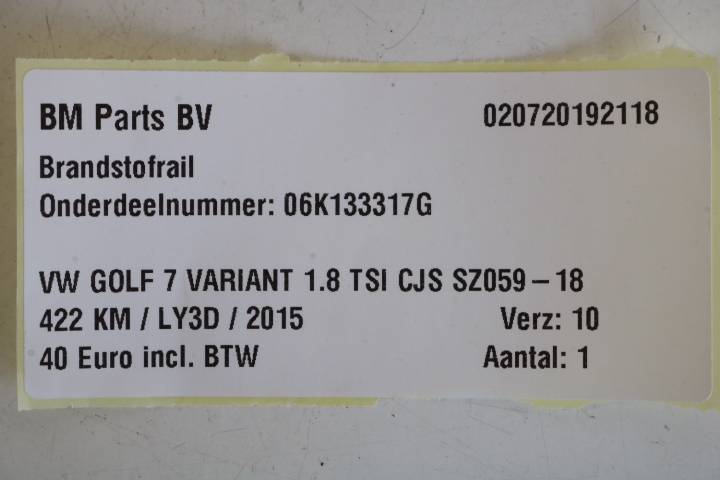 BM Parts BV 020720192118
Brandstofrail
Onderdeelnummer: 06K133317G
VW GOLF 7 VARIANT 1.8 TSI CJS SZ059 – 18
422 KM / LY3D / 2015 Verz: 10
40 Euro incl. BTW Aantal: 1